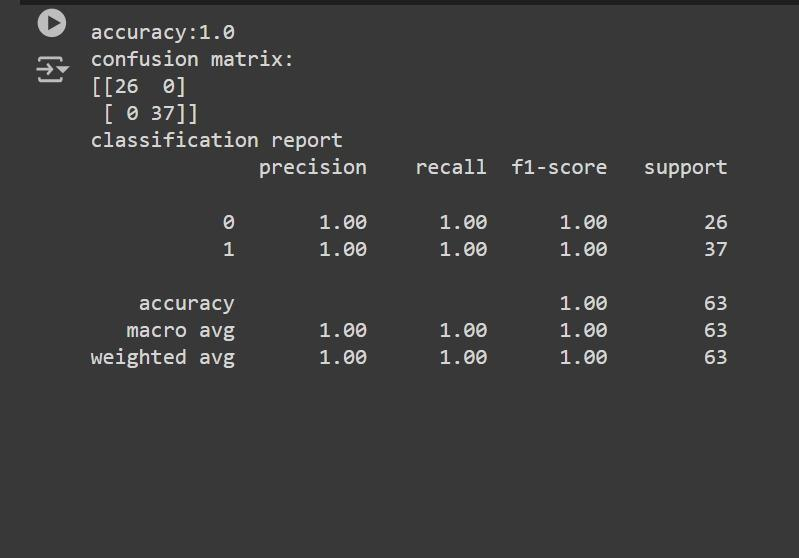 accuracy:1.0
confusion matrix:
[[26  0]
 [ 0 37]]
classification report
              precision    recall  f1-score   support

           0       1.00      1.00      1.00        26
           1       1.00      1.00      1.00        37

    accuracy                           1.00        63
   macro avg       1.00      1.00      1.00        63
weighted avg       1.00      1.00      1.00        63